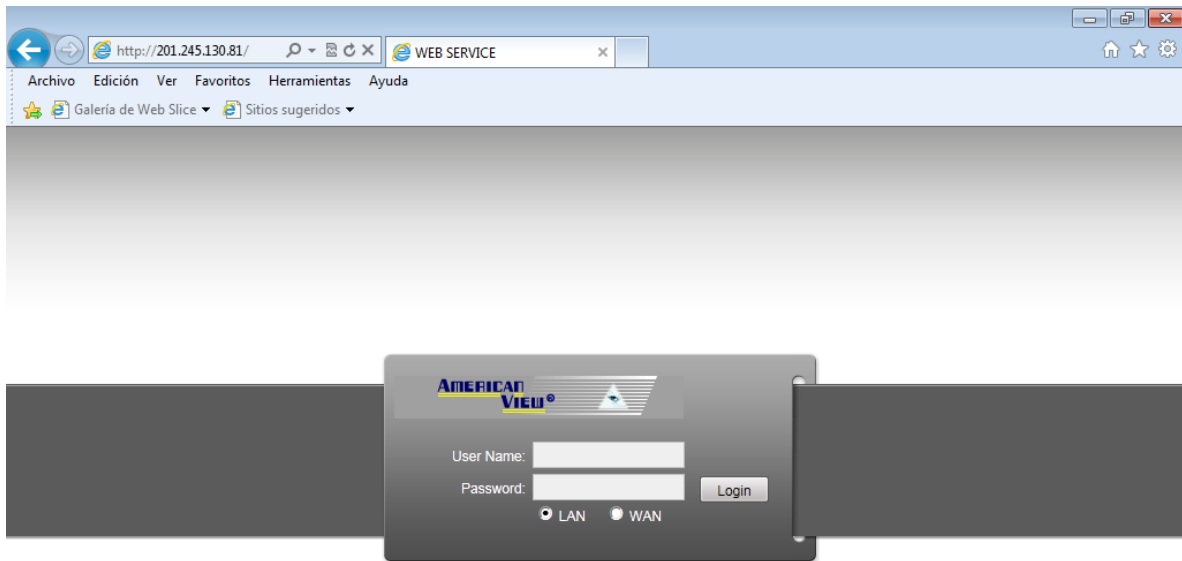 http://201.245.130.81/
WEB SERVICE
Archivo Edición Ver Favoritos Herramientas Ayuda
Galería de Web Slice Sitios sugeridos
AMERICAN
VIEW®
User Name:
Password:
Login
LAN WAN